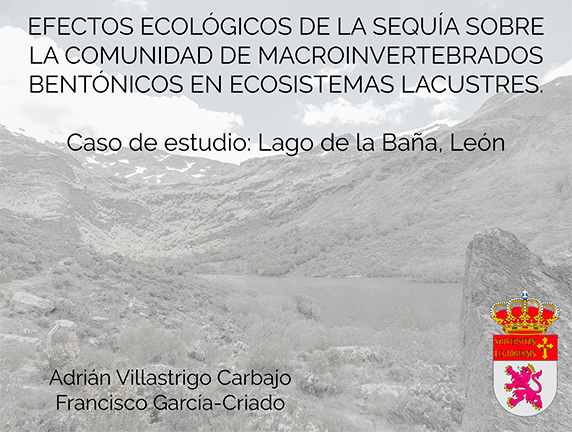 EFECTOS ECOLÓGICOS DE LA SEQUÍA SOBRE
LA COMUNIDAD DE MACROINVERTEBRADOS
BENTÓNICOS EN ECOSISTEMAS LACUSTRES.
Caso de estudio: Lago de la Baña, León
Adrián Villastrigo Carbajo
Francisco García-Criado